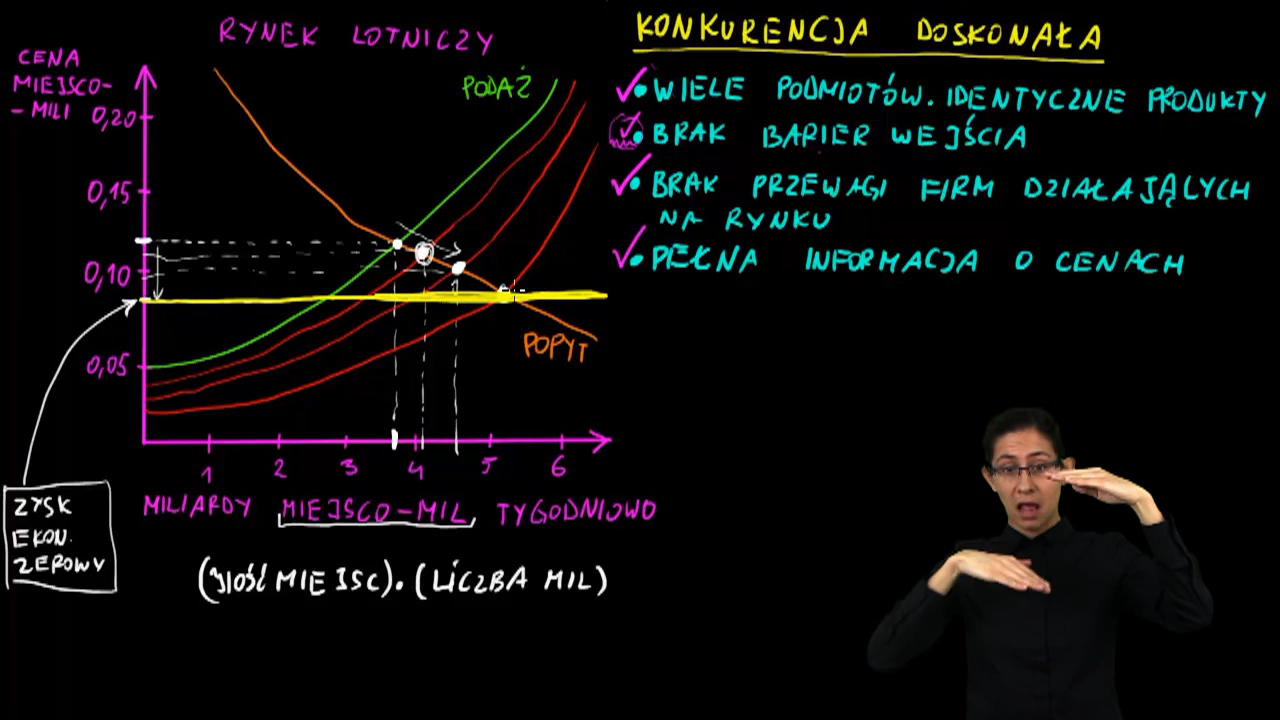 RYNEK LOTNICZY
CENA
MIEJSCO-
- MILI
0,20
0,15
0,10
0,05
PODAŻ
POPYT
1 2 3 4 5 6
MILIARDY MIEJSCO-MIL TYGODNIOWO
(ILOŚĆ MIEJSC).(LICZBA MIL)
ZYSK
EKON.
ZEROWY
KONKURENCJA DOSKONAŁA
WIELE PODMIOTÓW. IDENTYCZNE PRODUKTY
BRAK BARIER WEJŚCIA
BRAK PRZEWAGI FIRM DZIAŁAJĄCYCH
NA RYNKU
PEŁNA INFORMACJA O CENACH